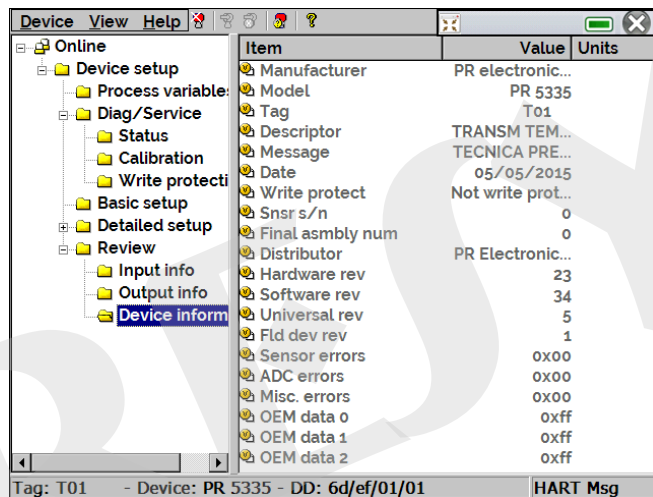 Device View Help
Online
Device setup
Process variable
Diag/Service
Status
Calibration
Write protecti
Basic setup
Detailed setup
Review
Input info
Output info
Device inform
Item Value Units
Manufacturer PR electronic...
Model PR 5335
Tag T01
Descriptor TRANSM TEM...
Message TECNICA PRE...
Date 05/05/2015
Write protect Not write prot...
Snsr s/n 0
Final asmbly num 0
Distributor PR Electronic...
Hardware rev 23
Software rev 34
Universal rev 5
Fld dev rev 1
Sensor errors 0x00
ADC errors 0x00
Misc. errors 0x00
OEM data 0 0xff
OEM data 1 0xff
OEM data 2 0xff
Tag: T01 - Device: PR 5335 - DD: 6d/ef/01/01 HART Msg